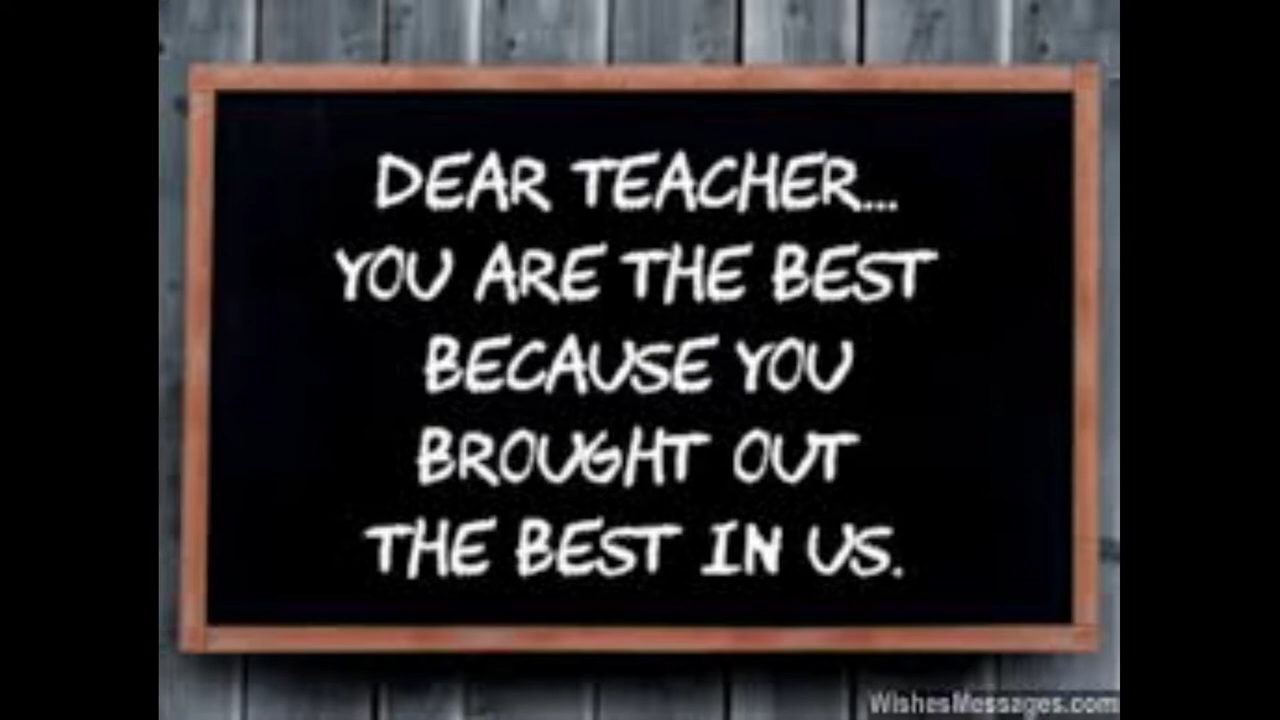 DEAR TEACHER...
YOU ARE THE BEST
BECAUSE YOU
BROUGHT OUT
THE BEST IN US.
WishesMessages.com